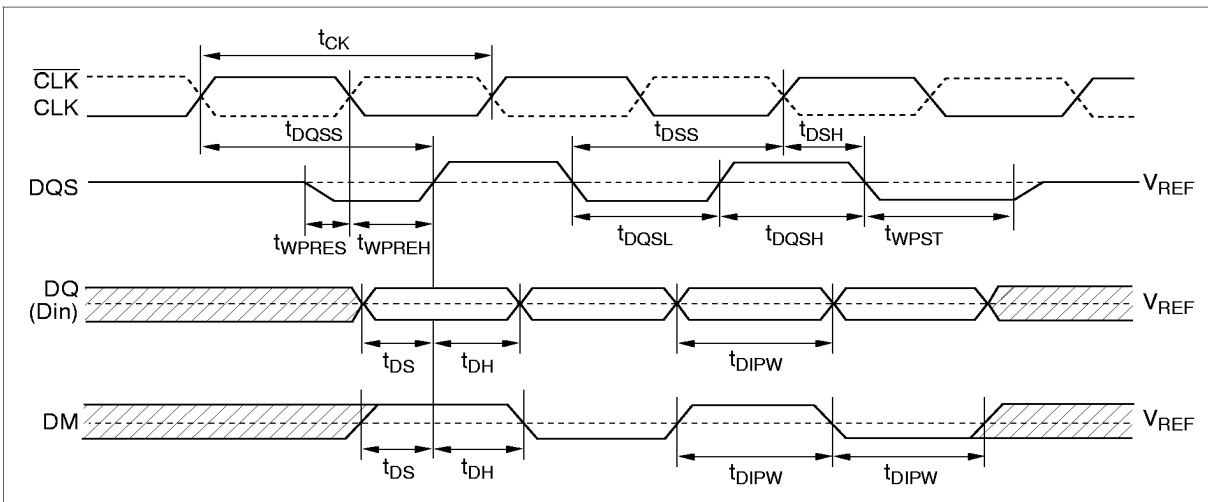 tCK
CLK
CLK
tDQSS
tDSS
tDSH
DQS
VREF
tWPRES
tWPREH
tDQSL
tDQSH
tWPST
DQ
(Din)
VREF
tDS
tDH
tDIPW
DM
VREF
tDS
tDH
tDIPW
tDIPW